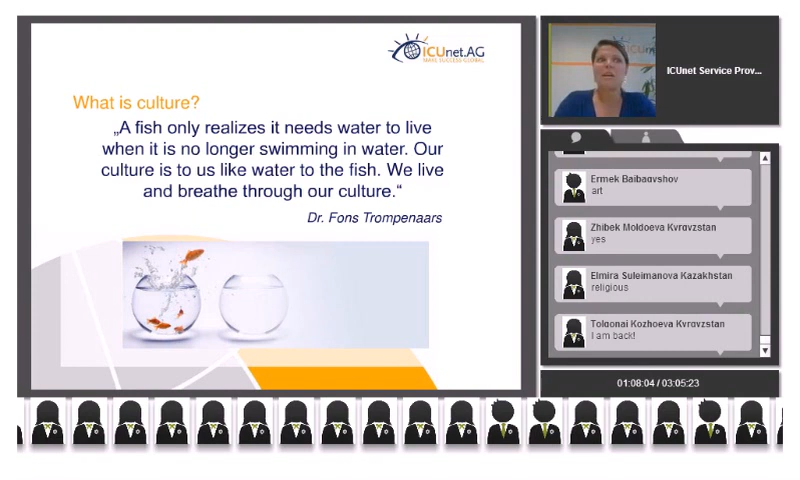 ICUnet.AG
MAKE SUCCESS GLOBAL.
What is culture?
„A fish only realizes it needs water to live
when it is no longer swimming in water. Our
culture is to us like water to the fish. We live
and breathe through our culture.“
Dr. Fons Trompenaars
ICUnet Service Prov...
Ermek Baibagyshov
art
Zhibek Moldoeva Kyrgyzstan
yes
Elmira Suleimanova Kazakhstan
religious
Tolgonai Kozhoeva Kyrgyzstan
I am back!
01:08:04 / 03:05:23